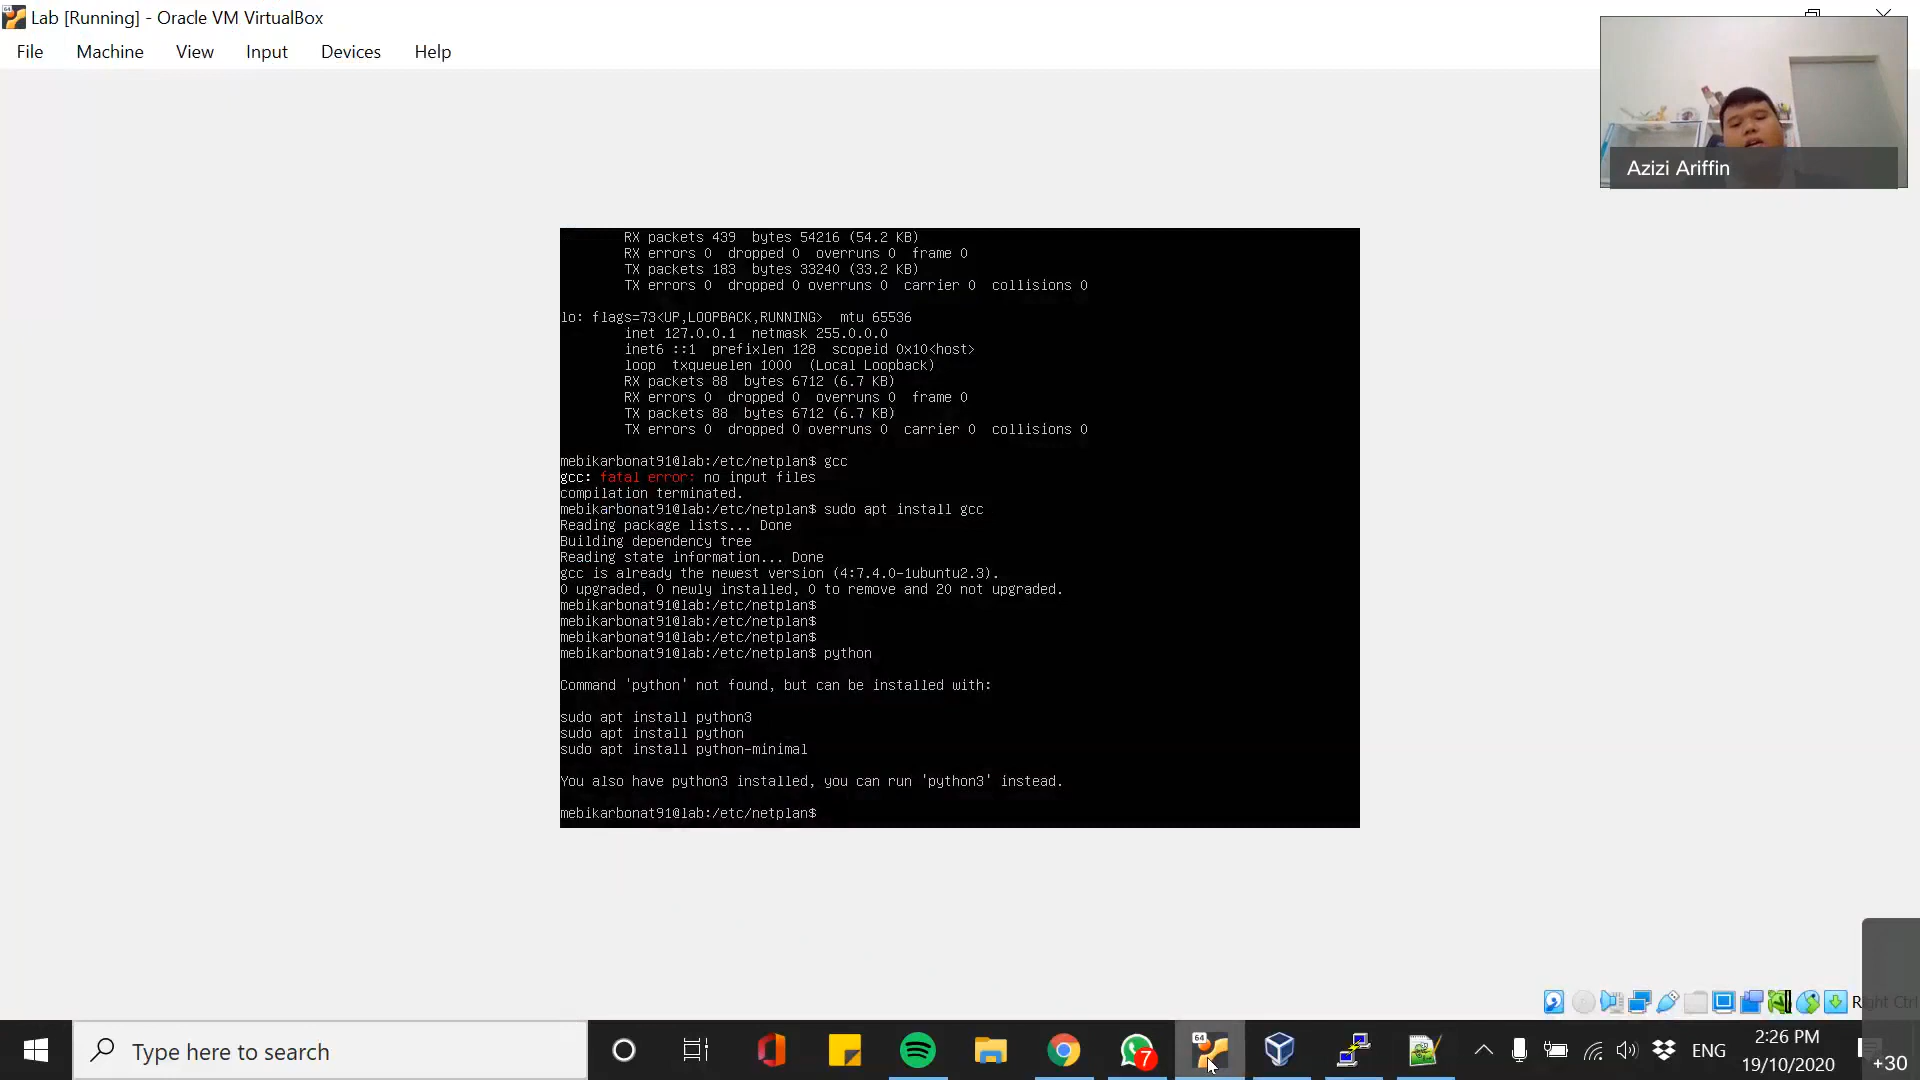 Lab [Running] - Oracle VM VirtualBox
File Machine View Input Devices Help
Azizi Ariffin
RX packets 439 bytes 54216 (54.2 KB)
RX errors 0 dropped 0 overruns 0 frame 0
TX packets 183 bytes 33240 (33.2 KB)
TX errors 0 dropped 0 overruns 0 carrier 0 collisions 0
lo: flags=73<UP,LOOPBACK,RUNNING> mtu 65536
inet 127.0.0.1 netmask 255.0.0.0
inet6 ::1 prefixlen 128 scopeid 0x10<host>
loop txqueuelen 1000 (Local Loopback)
RX packets 88 bytes 6712 (6.7 KB)
RX errors 0 dropped 0 overruns 0 frame 0
TX packets 88 bytes 6712 (6.7 KB)
TX errors 0 dropped 0 overruns 0 carrier 0 collisions 0
mebikarbonat91@lab:/etc/netplan$ gcc
gcc: fatal error: no input files
compilation terminated.
mebikarbonat91@lab:/etc/netplan$ sudo apt install gcc
Reading package lists... Done
Building dependency tree
Reading state information... Done
gcc is already the newest version (4:7.4.0-1ubuntu2.3).
0 upgraded, 0 newly installed, 0 to remove and 20 not upgraded.
mebikarbonat91@lab:/etc/netplan$
mebikarbonat91@lab:/etc/netplan$
mebikarbonat91@lab:/etc/netplan$
mebikarbonat91@lab:/etc/netplan$ python
Command 'python' not found, but can be installed with:
sudo apt install python3
sudo apt install python
sudo apt install python-minimal
You also have python3 installed, you can run 'python3' instead.
mebikarbonat91@lab:/etc/netplan$
Right Ctrl
Type here to search
7
64
ENG
2:26 PM
19/10/2020
+30